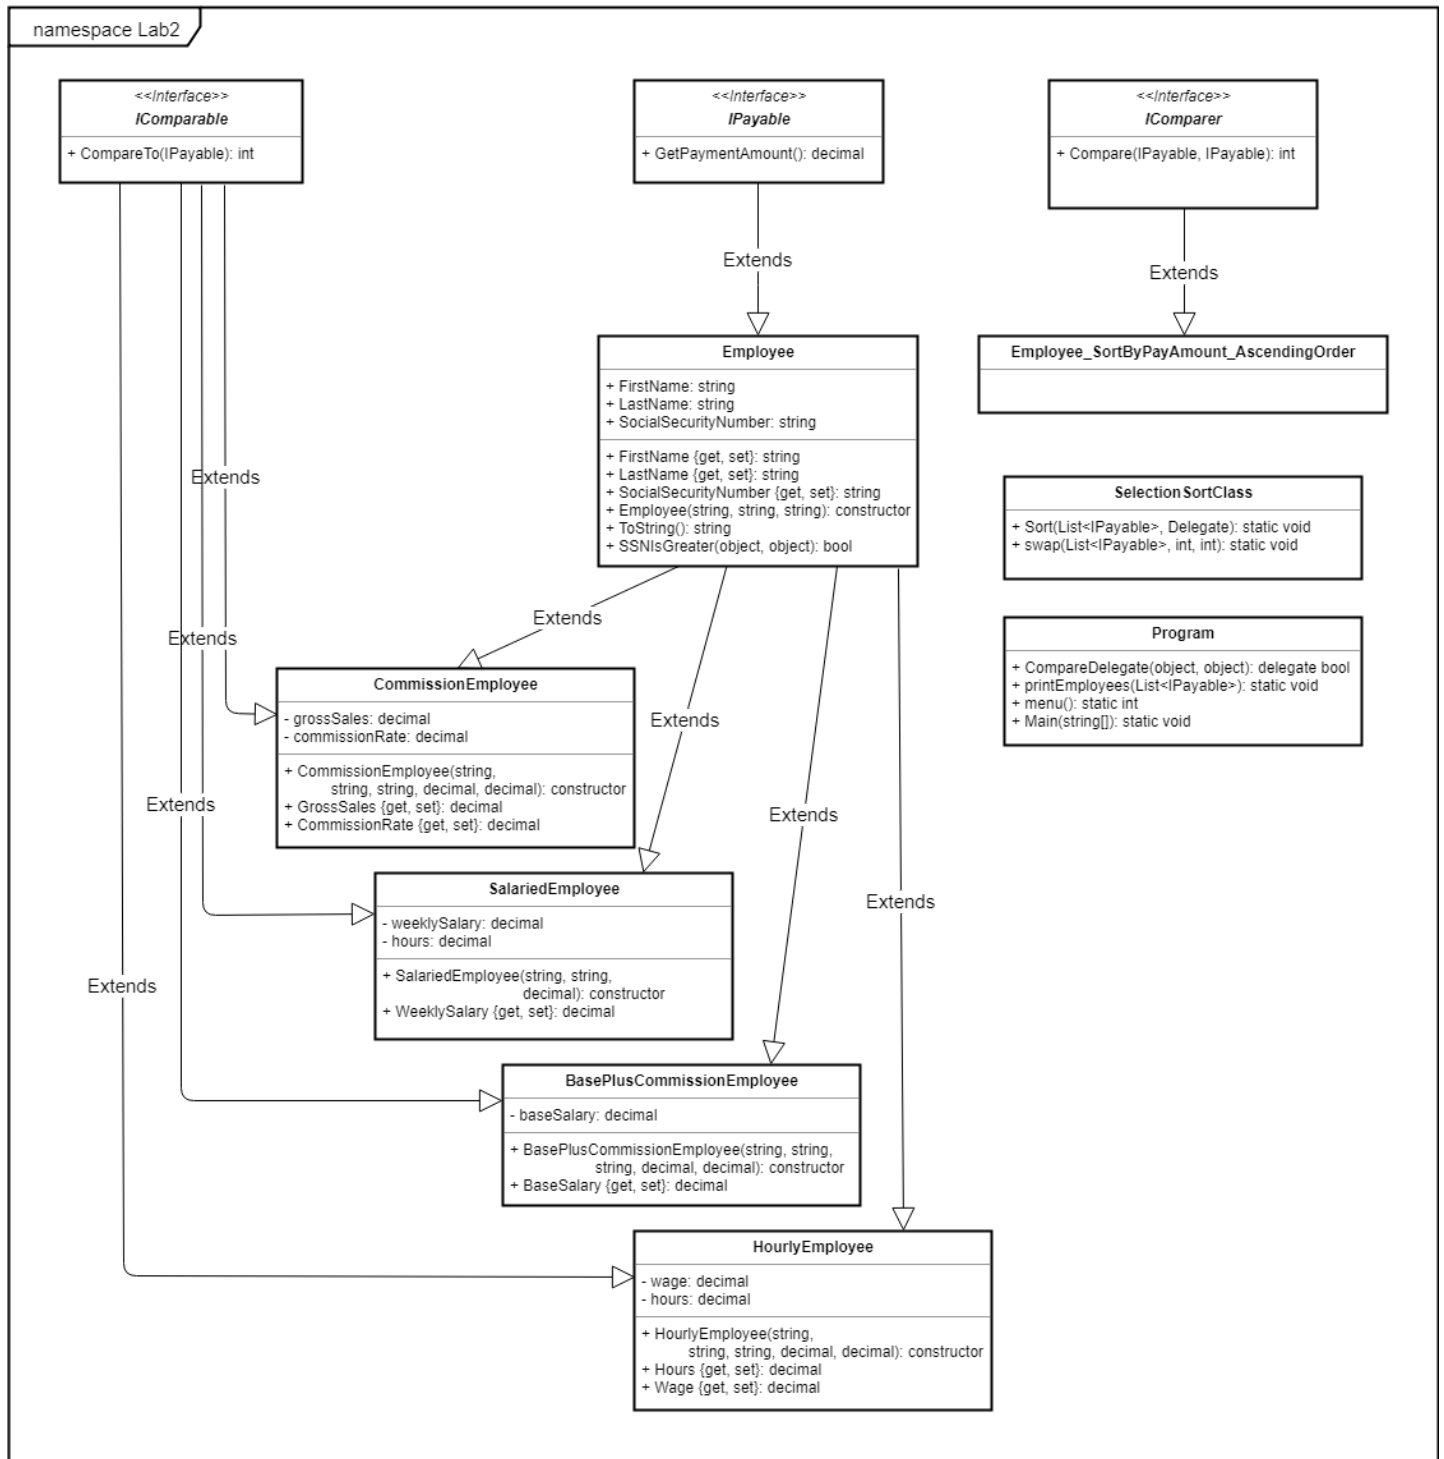 namespace Lab2
<<Interface>>
IComparable
+ CompareTo(IPayable): int
<<Interface>>
IPayable
+ GetPaymentAmount(): decimal
<<Interface>>
IComparer
+ Compare(IPayable, IPayable): int
Extends
Extends
Employee
+ FirstName: string
+ LastName: string
+ SocialSecurityNumber: string
+ FirstName {get, set}: string
+ LastName {get, set}: string
+ SocialSecurityNumber {get, set}: string
+ Employee(string, string, string): constructor
+ ToString(): string
+ SSNIsGreater(object, object): bool
Employee_SortByPayAmount_AscendingOrder
SelectionSortClass
+ Sort(List<IPayable>, Delegate): static void
+ swap(List<IPayable>, int, int): static void
Program
+ CompareDelegate(object, object): delegate bool
+ printEmployees(List<IPayable>): static void
+ menu(): static int
+ Main(string[]): static void
Extends
Extends
Extends
Extends
Extends
Extends
Extends
Extends
CommissionEmployee
- grossSales: decimal
- commissionRate: decimal
+ CommissionEmployee(string,
string, string, decimal, decimal): constructor
+ GrossSales {get, set}: decimal
+ CommissionRate {get, set}: decimal
SalariedEmployee
- weeklySalary: decimal
- hours: decimal
+ SalariedEmployee(string, string,
decimal): constructor
+ WeeklySalary {get, set}: decimal
BasePlusCommissionEmployee
- baseSalary: decimal
+ BasePlusCommissionEmployee(string, string,
string, decimal, decimal): constructor
+ BaseSalary {get, set}: decimal
HourlyEmployee
- wage: decimal
- hours: decimal
+ HourlyEmployee(string,
string, string, decimal, decimal): constructor
+ Hours {get, set}: decimal
+ Wage {get, set}: decimal